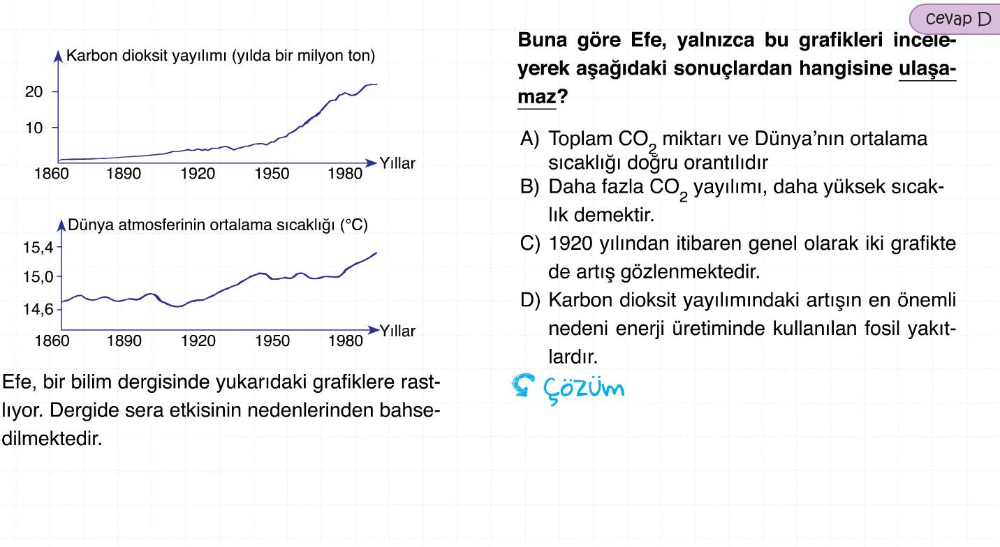 cevap D
Karbon dioksit yayılımı (yılda bir milyon ton)
20
10
1860 1890 1920 1950 1980 Yıllar
Dünya atmosferinin ortalama sıcaklığı (°C)
15,4
15,0
14,6
1860 1890 1920 1950 1980 Yıllar
Efe, bir bilim dergisinde yukarıdaki grafiklere rast-
lıyor. Dergide sera etkisinin nedenlerinden bahse-
dilmektedir.
Buna göre Efe, yalnızca bu grafikleri incele-
yerek aşağıdaki sonuçlardan hangisine ulaşa-
maz?
A) Toplam CO₂ miktarı ve Dünya’nın ortalama
sıcaklığı doğru orantılıdır
B) Daha fazla CO₂ yayılımı, daha yüksek sıcak-
lık demektir.
C) 1920 yılından itibaren genel olarak iki grafikte
de artış gözlenmektedir.
D) Karbon dioksit yayılımındaki artışın en önemli
nedeni enerji üretiminde kullanılan fosil yakıt-
lardır.
Çözüm